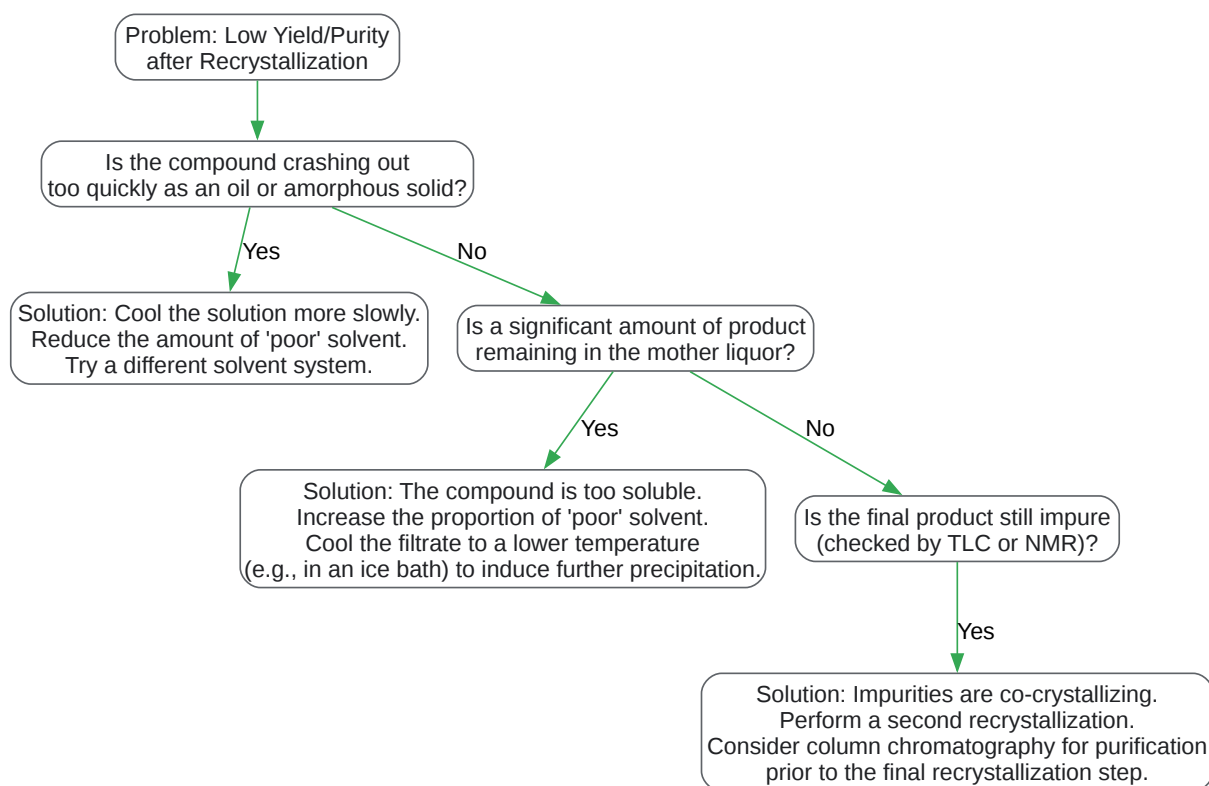 Problem: Low Yield/Purity
after Recrystallization
Is the compound crashing out
too quickly as an oil or amorphous solid?
Yes
No
Solution: Cool the solution more slowly.
Reduce the amount of 'poor' solvent.
Try a different solvent system.
Is a significant amount of product
remaining in the mother liquor?
Yes
No
Solution: The compound is too soluble.
Increase the proportion of 'poor' solvent.
Cool the filtrate to a lower temperature
(e.g., in an ice bath) to induce further precipitation.
Is the final product still impure
(checked by TLC or NMR)?
Yes
Solution: Impurities are co-crystallizing.
Perform a second recrystallization.
Consider column chromatography for purification
prior to the final recrystallization step.